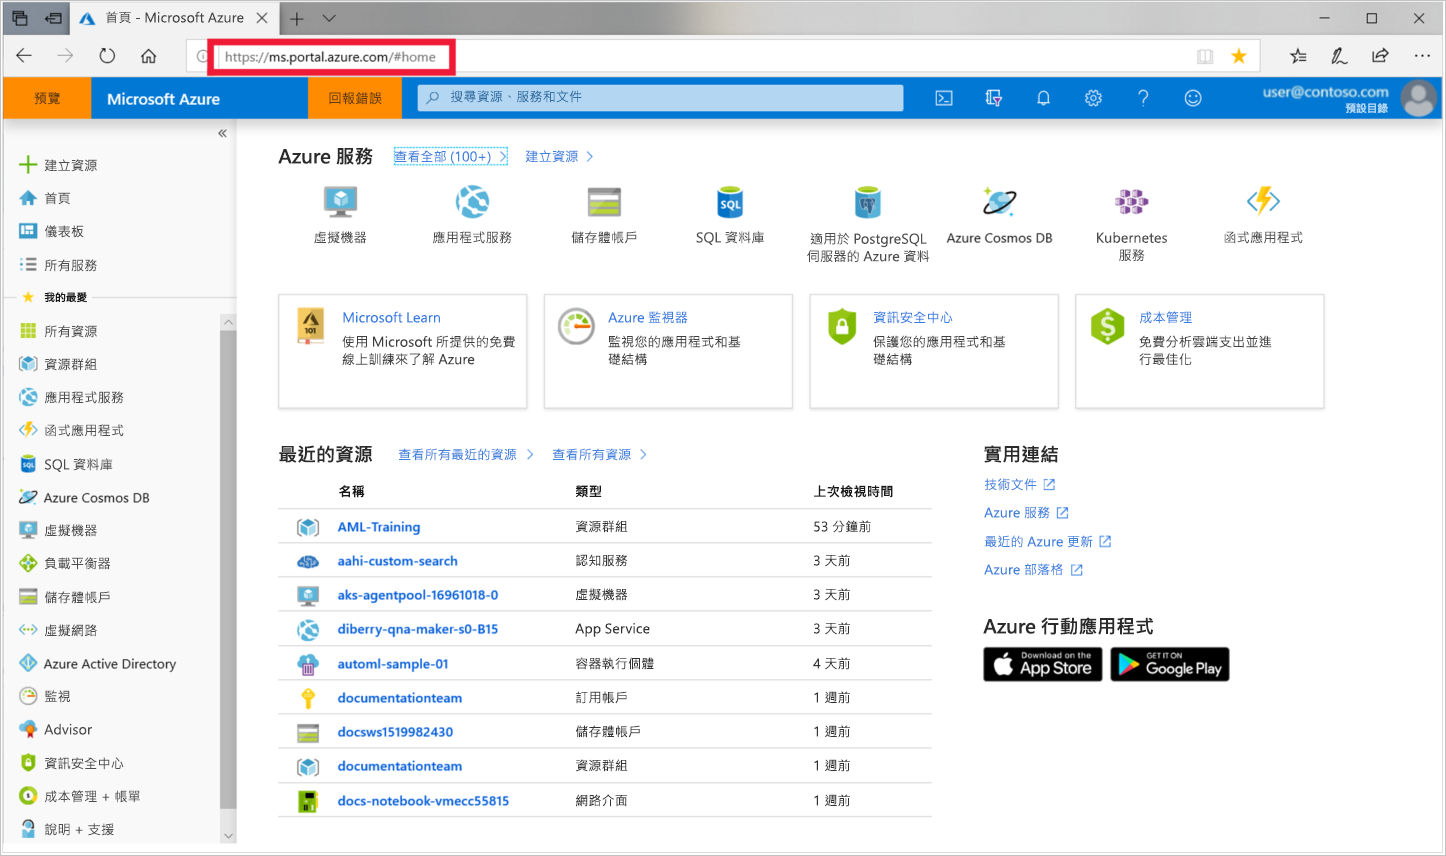 首頁 - Microsoft Azure
https://ms.portal.azure.com/#home
預覽
Microsoft Azure
回報錯誤
搜尋資源、服務和文件
user@contoso.com
預設目錄
建立資源
首頁
儀表板
所有服務
我的最愛
所有資源
資源群組
應用程式服務
函式應用程式
SQL 資料庫
Azure Cosmos DB
虛擬機器
負載平衡器
儲存體帳戶
虛擬網路
Azure Active Directory
監視
Advisor
資訊安全中心
成本管理 + 帳單
說明 + 支援
Azure 服務
查看全部 (100+)
建立資源
虛擬機器
應用程式服務
儲存體帳戶
SQL
SQL 資料庫
適用於 PostgreSQL
伺服器的 Azure 資料
Azure Cosmos DB
Kubernetes
服務
函式應用程式
101
Microsoft Learn
使用 Microsoft 所提供的免費
線上訓練來了解 Azure
Azure 監視器
監視您的應用程式和基
礎結構
資訊安全中心
保護您的應用程式和基
礎結構
成本管理
免費分析雲端支出並進
行最佳化
最近的資源
查看所有最近的資源
查看所有資源
名稱 類型 上次檢視時間
AML-Training 資源群組 53 分鐘前
aahi-custom-search 認知服務 3 天前
aks-agentpool-16961018-0 虛擬機器 3 天前
diberry-qna-maker-s0-B15 App Service 3 天前
automl-sample-01 容器執行個體 4 天前
documentationteam 訂用帳戶 1 週前
docsws1519982430 儲存體帳戶 1 週前
documentationteam 資源群組 1 週前
docs-notebook-vmecc55815 網路介面 1 週前
實用連結
技術文件
Azure 服務
最近的 Azure 更新
Azure 部落格
Azure 行動應用程式
Download on the
App Store
GET IT ON
Google Play